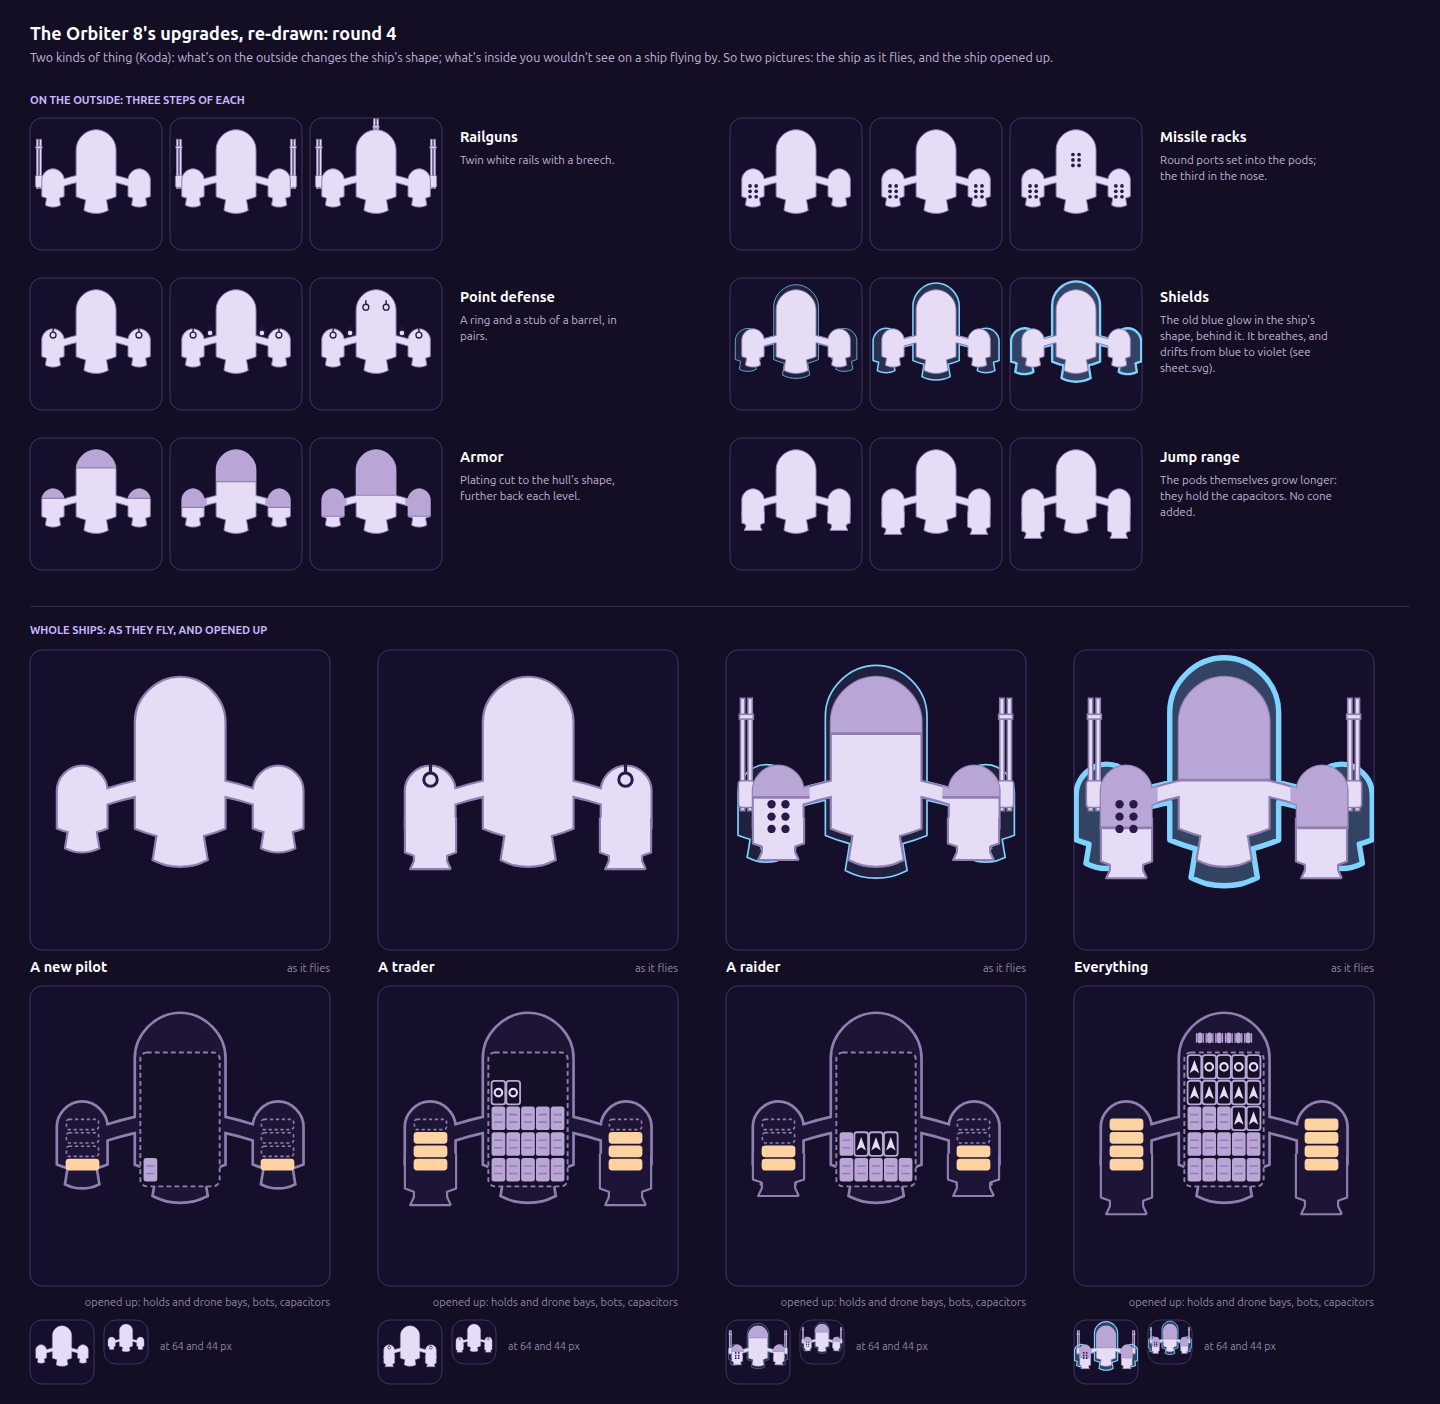 The Orbiter 8's upgrades, re-drawn: round 4
Two kinds of thing (Koda): what's on the outside changes the ship's shape; what's inside you wouldn't see on a ship flying by. So two pictures: the ship as it flies, and the ship opened up.
ON THE OUTSIDE: THREE STEPS OF EACH
Railguns
Twin white rails with a breech.
Missile racks
Round ports set into the pods;
the third in the nose.
Point defense
A ring and a stub of a barrel, in
pairs.
Shields
The old blue glow in the ship's
shape, behind it. It breathes, and
drifts from blue to violet (see
sheet.svg).
Armor
Plating cut to the hull's shape,
further back each level.
Jump range
The pods themselves grow longer:
they hold the capacitors. No cone
added.
WHOLE SHIPS: AS THEY FLY, AND OPENED UP
A new pilot
as it flies
A trader
as it flies
A raider
as it flies
Everything
as it flies
opened up: holds and drone bays, bots, capacitors
opened up: holds and drone bays, bots, capacitors
opened up: holds and drone bays, bots, capacitors
opened up: holds and drone bays, bots, capacitors
at 64 and 44 px
at 64 and 44 px
at 64 and 44 px
at 64 and 44 px